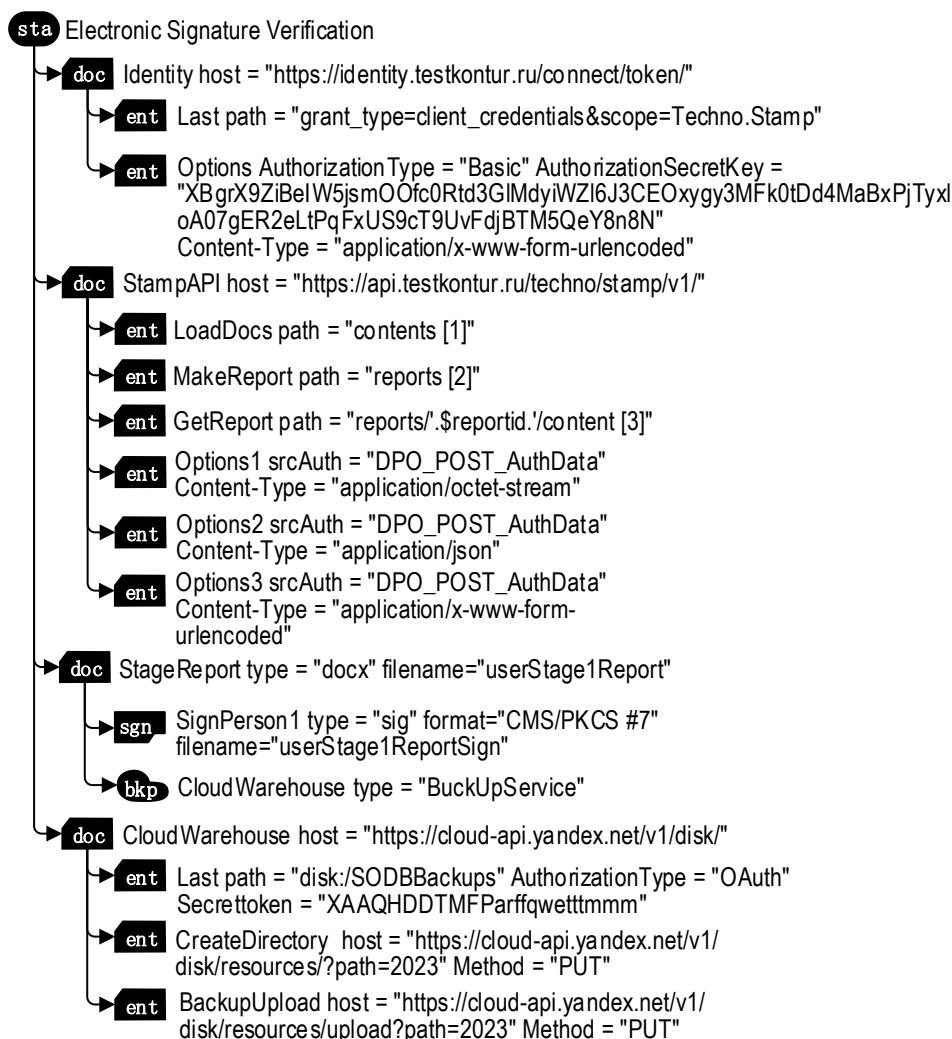 sta Electronic Signature Verification
doc Identity host = "https://identity.testkontur.ru/connect/token/"
ent Last path = "grant_type=client_credentials&scope=Techno.Stamp"
ent Options AuthorizationType = "Basic" AuthorizationSecretKey =
"XBgrX9ZiBeIW5jsmOOfc0Rtd3GlMdyiWZl6J3CEOxygy3MFk0tDd4MaBxPjTyxl
oA07gER2eLtPqFxUS9cT9UvFdjBTM5QeY8n8N"
Content-Type = "application/x-www-form-urlencoded"
doc StampAPI host = "https://api.testkontur.ru/techno/stamp/v1/"
ent LoadDocs path = "contents [1]"
ent MakeReport path = "reports [2]"
ent GetReport path = "reports/'.$reportid.'/content [3]"
ent Options1 srcAuth = "DPO_POST_AuthData"
Content-Type = "application/octet-stream"
ent Options2 srcAuth = "DPO_POST_AuthData"
Content-Type = "application/json"
ent Options3 srcAuth = "DPO_POST_AuthData"
Content-Type = "application/x-www-form-
urlencoded"
doc StageReport type = "docx" filename="userStage1Report"
sgn SignPerson1 type = "sig" format="CMS/PKCS #7"
filename="userStage1ReportSign"
bkp CloudWarehouse type = "BuckUpService"
doc CloudWarehouse host = "https://cloud-api.yandex.net/v1/disk/"
ent Last path = "disk:/SODBBackups" AuthorizationType = "OAuth"
Secrettoken = "XAAQHDDTMFParffqwetttmmm"
ent CreateDirectory host = "https://cloud-api.yandex.net/v1/
disk/resources/?path=2023" Method = "PUT"
ent BackupUpload host = "https://cloud-api.yandex.net/v1/
disk/resources/upload?path=2023" Method = "PUT"